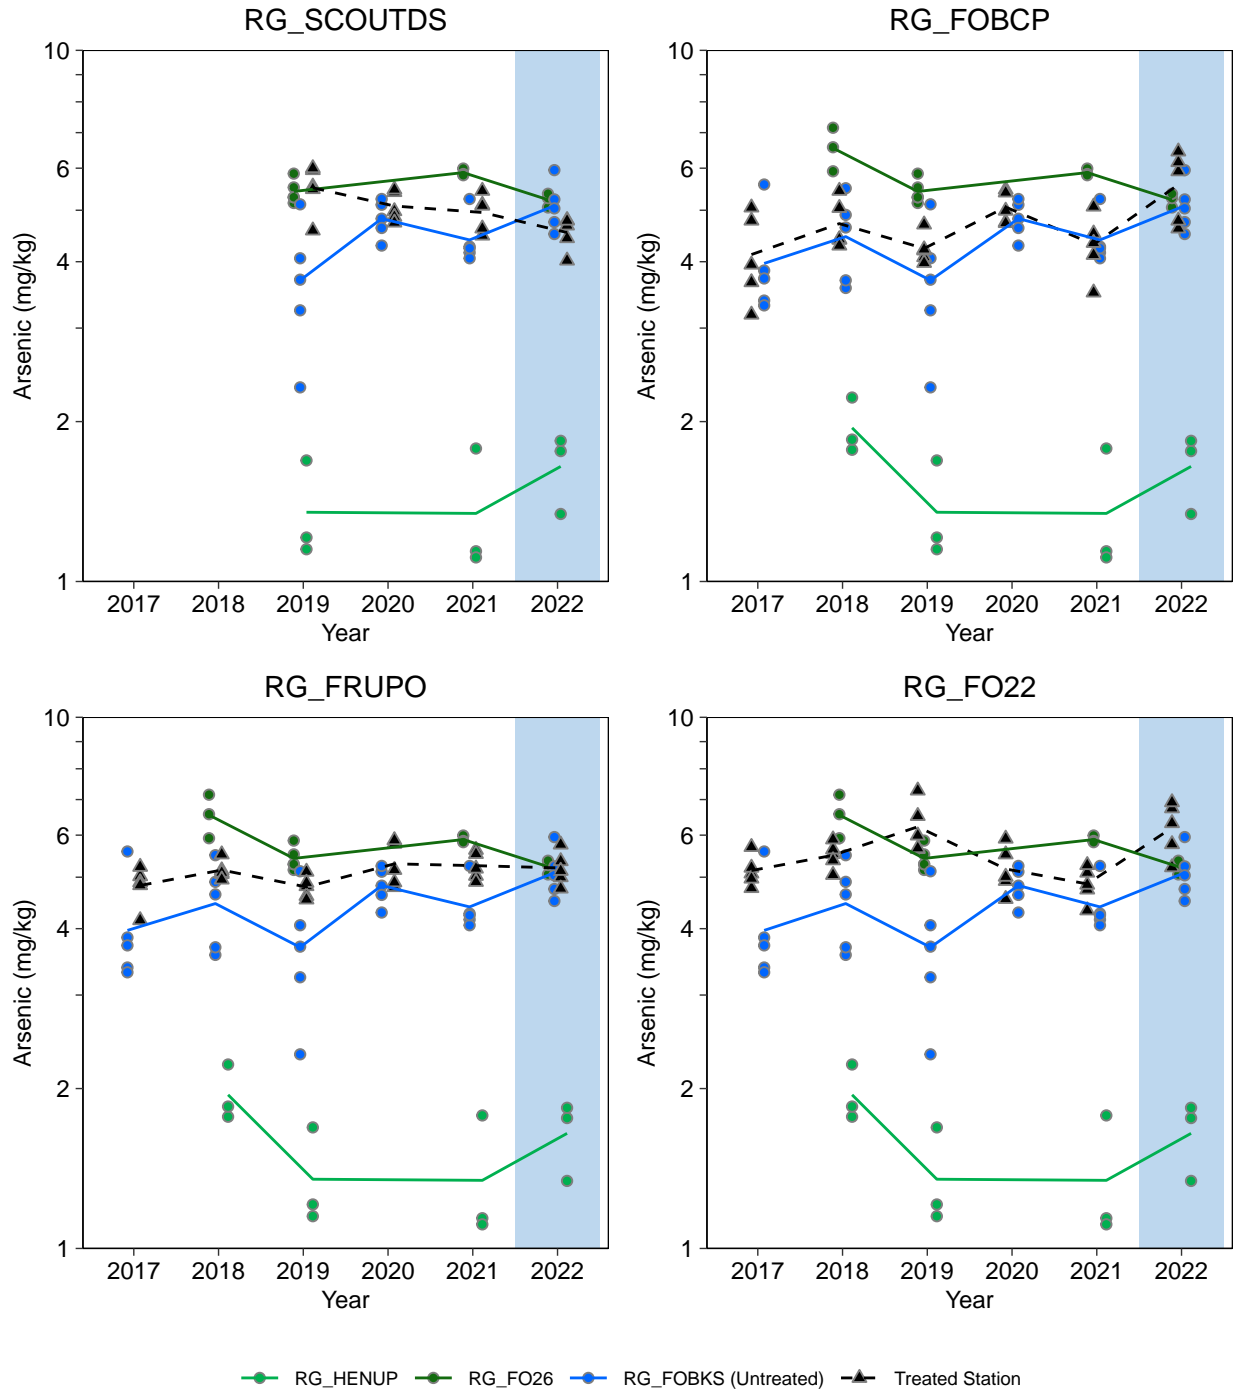 RG_SCOUTDS
10
6
4
2
1
Arsenic (mg/kg)
2017 2018 2019 2020 2021 2022
Year
RG_FOBCP
10
6
4
2
1
Arsenic (mg/kg)
2017 2018 2019 2020 2021 2022
Year
RG_FRUPO
10
6
4
2
1
Arsenic (mg/kg)
2017 2018 2019 2020 2021 2022
Year
RG_FO22
10
6
4
2
1
Arsenic (mg/kg)
2017 2018 2019 2020 2021 2022
Year
RG_HENUP RG_FO26 RG_FOBKS (Untreated) Treated Station